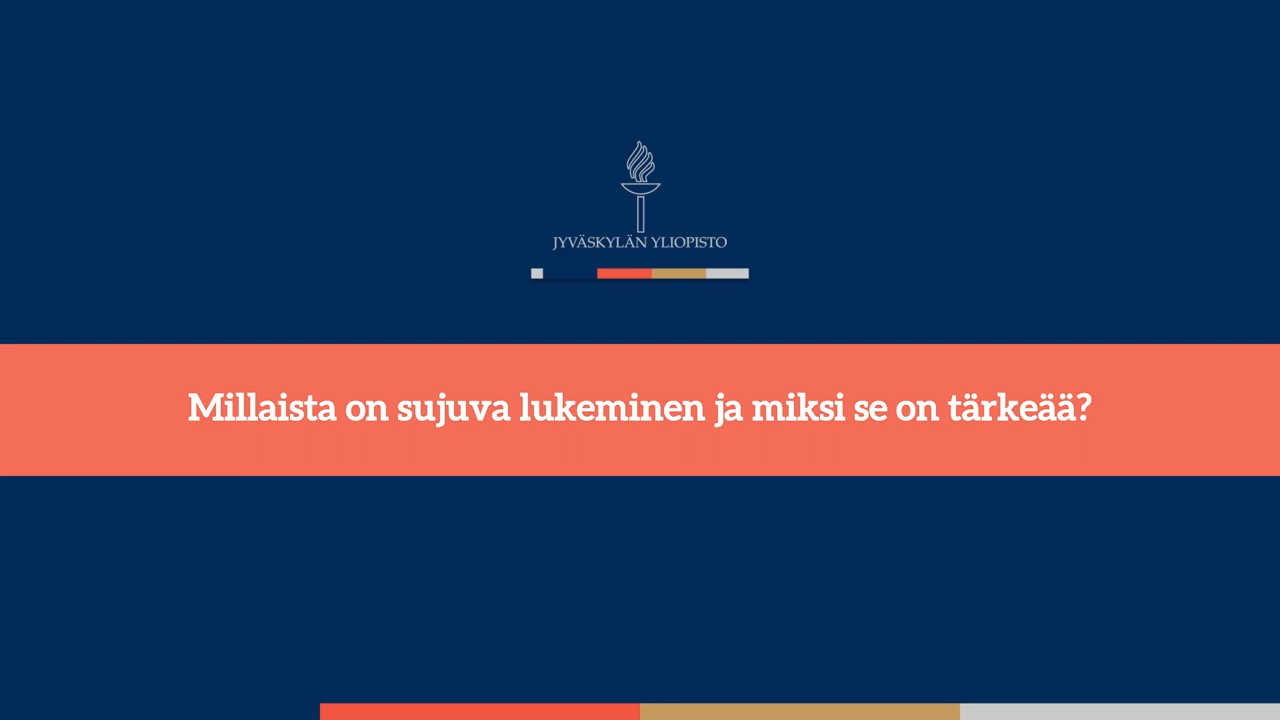 JYVÄSKYLÄN YLIOPISTO
Millaista on sujuva lukeminen ja miksi se on tärkeää?